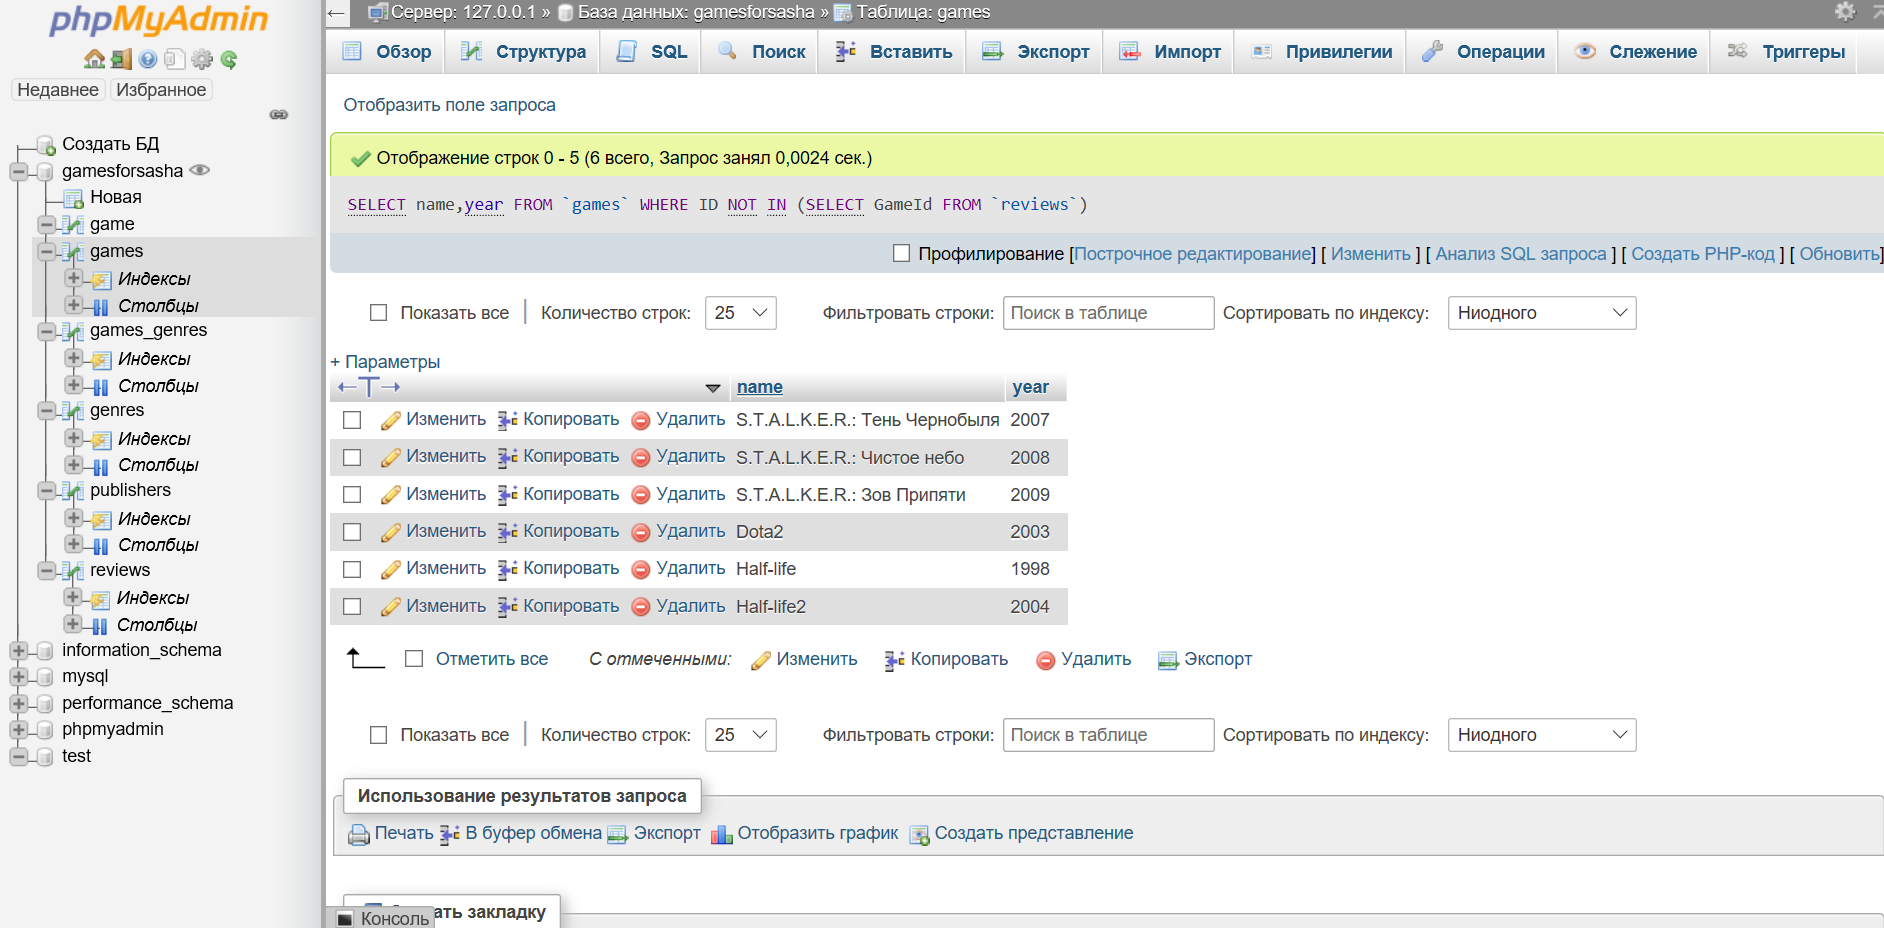 phpMyAdmin
Недавнее Избранное
Создать БД
gamesforsasha
Новая
game
games
Индексы
Столбцы
games_genres
Индексы
Столбцы
genres
Индексы
Столбцы
publishers
Индексы
Столбцы
reviews
Индексы
Столбцы
information_schema
mysql
performance_schema
phpmyadmin
test
Сервер: 127.0.0.1 » База данных: gamesforsasha » Таблица: games
Обзор Структура SQL Поиск Вставить Экспорт Импорт Привилегии Операции Слежение Триггеры
Отобразить поле запроса
Отображение строк 0 - 5 (6 всего, Запрос занял 0,0024 сек.)
SELECT name,year FROM `games` WHERE ID NOT IN (SELECT GameId FROM `reviews`)
Профилирование [Построчное редактирование] [ Изменить ] [ Анализ SQL запроса ] [ Создать PHP-код ] [ Обновить]
Показать все | Количество строк: 25 Фильтровать строки: Поиск в таблице Сортировать по индексу: Ниодного
+ Параметры
←T→ name year
Изменить Копировать Удалить S.T.A.L.K.E.R.: Тень Чернобыля 2007
Изменить Копировать Удалить S.T.A.L.K.E.R.: Чистое небо 2008
Изменить Копировать Удалить S.T.A.L.K.E.R.: Зов Припяти 2009
Изменить Копировать Удалить Dota2 2003
Изменить Копировать Удалить Half-life 1998
Изменить Копировать Удалить Half-life2 2004
Отметить все С отмеченными: Изменить Копировать Удалить Экспорт
Показать все | Количество строк: 25 Фильтровать строки: Поиск в таблице Сортировать по индексу: Ниодного
Использование результатов запроса
Печать В буфер обмена Экспорт Отобразить график Создать представление
ать закладку
Консоль